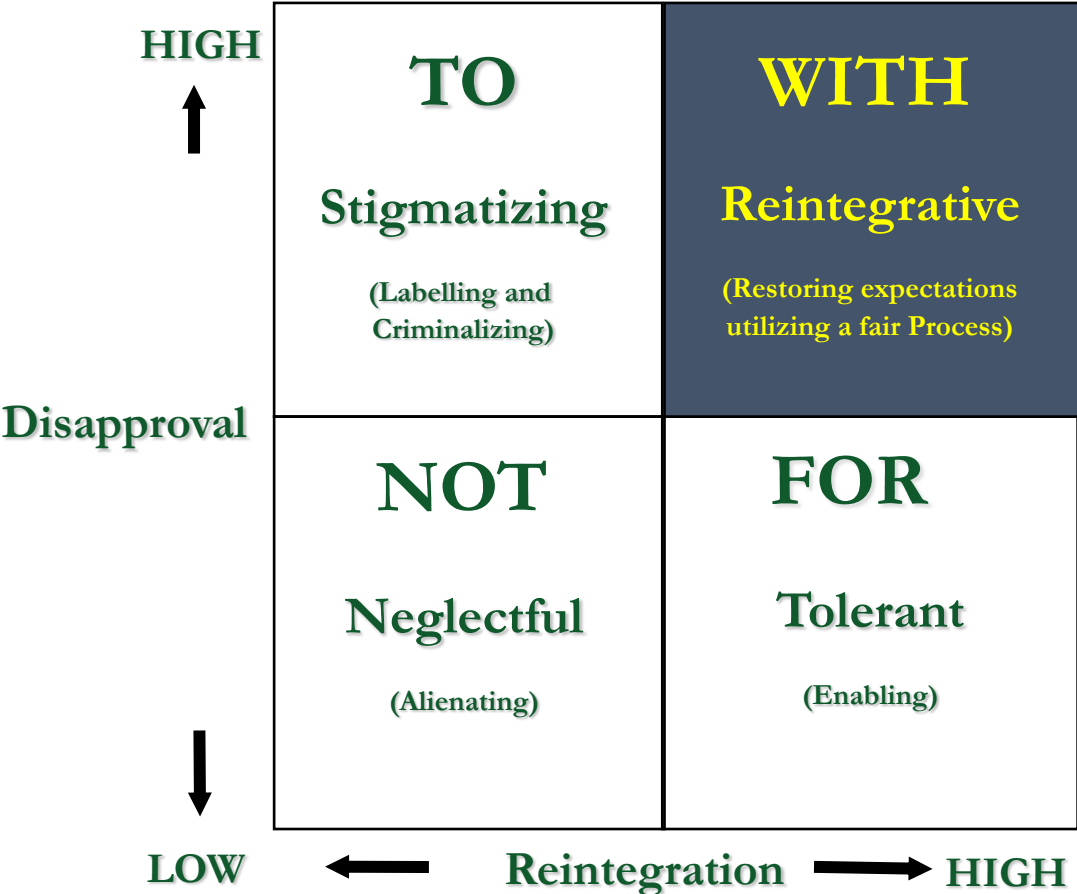 HIGH
TO
WITH
Stigmatizing
Reintegrative
(Labelling and
Criminalizing)
(Restoring expectations
utilizing a fair Process)
Disapproval
NOT
FOR
Neglectful
Tolerant
(Alienating)
(Enabling)
LOW
Reintegration
HIGH